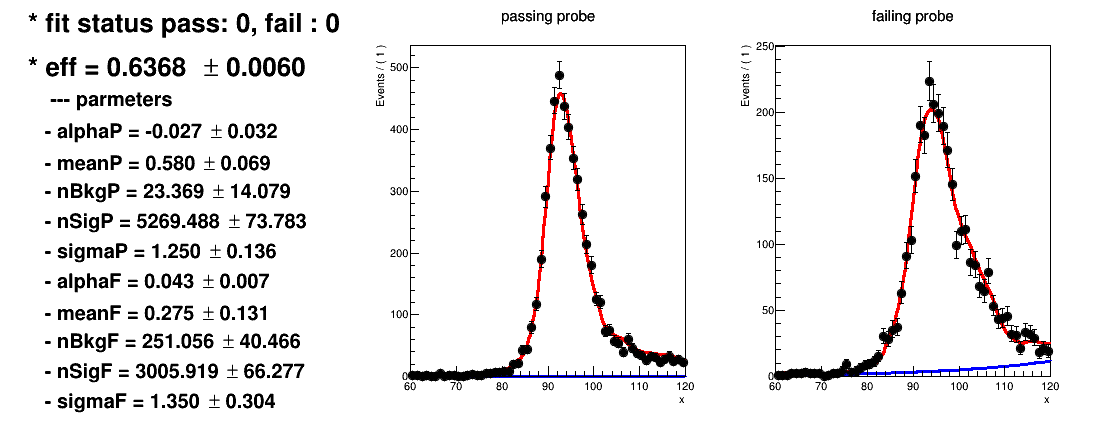 * fit status pass: 0, fail : 0
* eff = 0.6368 ± 0.0060
--- parmeters
- alphaP = -0.027 ± 0.032
- meanP = 0.580 ± 0.069
- nBkgP = 23.369 ± 14.079
- nSigP = 5269.488 ± 73.783
- sigmaP = 1.250 ± 0.136
- alphaF = 0.043 ± 0.007
- meanF = 0.275 ± 0.131
- nBkgF = 251.056 ± 40.466
- nSigF = 3005.919 ± 66.277
- sigmaF = 1.350 ± 0.304
passing probe
Events / ( 1 )
500
400
300
200
100
0
60 70 80 90 100 110 120
x
failing probe
Events / ( 1 )
250
200
150
100
50
0
60 70 80 90 100 110 120
x